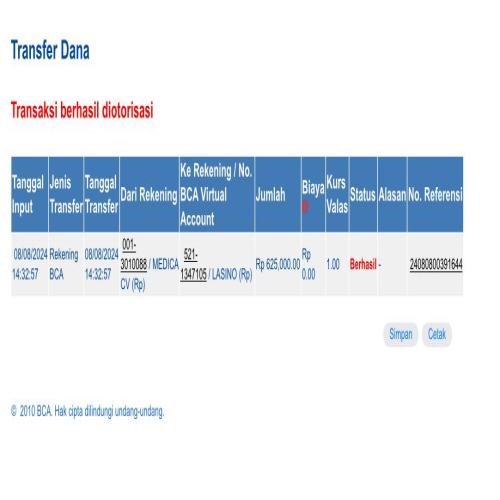 Transfer Dana
Transaksi berhasil diotorisasi
Tanggal Input Jenis Transfer Tanggal Transfer Dari Rekening Ke Rekening / No. BCA Virtual Account Jumlah Biaya Kurs Valas Status Alasan No. Referensi
08/08/2024 14:32:57 Rekening BCA 08/08/2024 14:32:57 001-3010088 / MEDICA CV (Rp) 521-1347105 / LASINO (Rp) Rp 625,000.00 Rp 0.00 1.00 Berhasil - 24080800391644
Simpan Cetak
© 2010 BCA. Hak cipta dilindungi undang-undang.